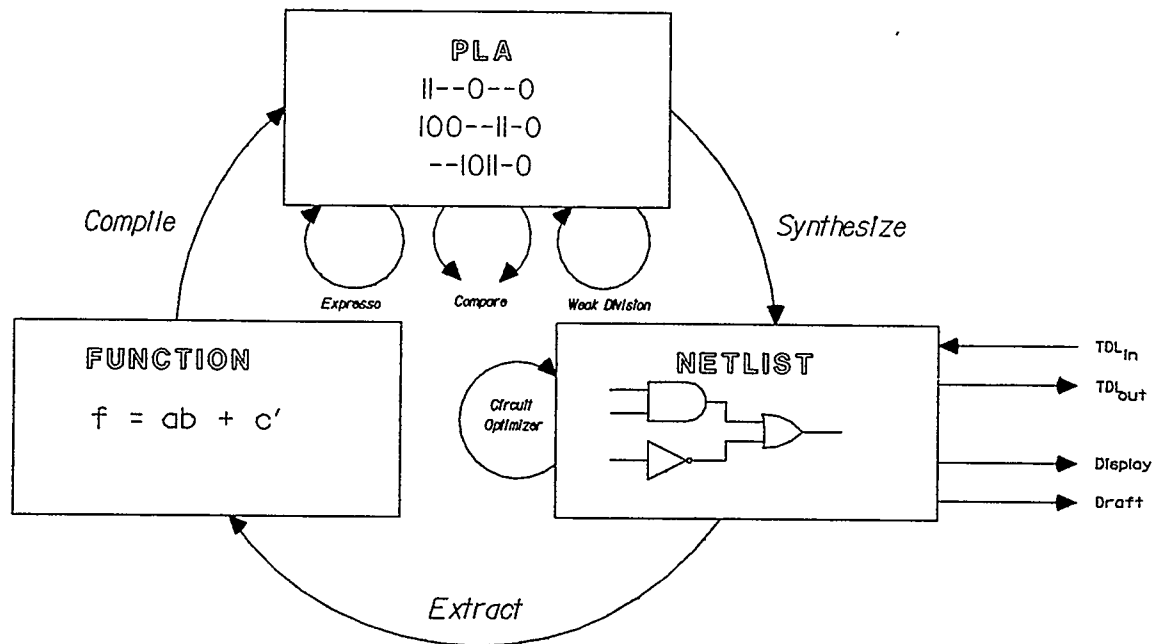 PLA
11--0--0
100--11-0
--1011-0
Compile
Synthesize
Expresso
Compare
Weak Division
FUNCTION
f = ab + c'
NETLIST
Circuit
Optimizer
TDLin
TDLout
Display
Draft
Extract